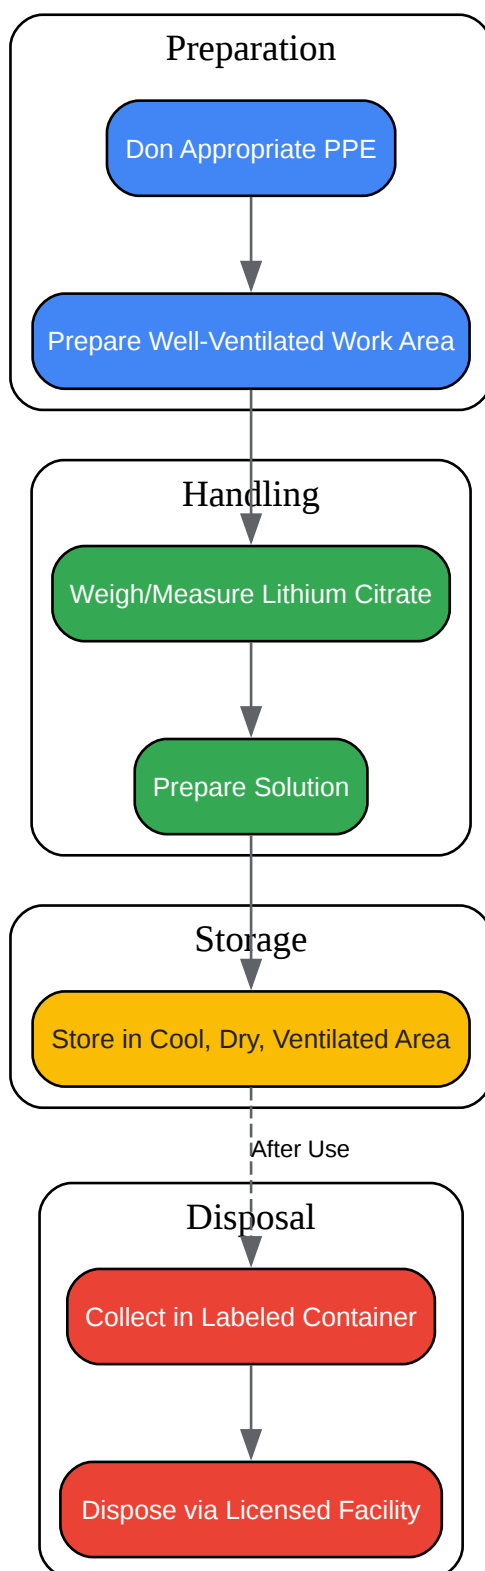 Preparation
Don Appropriate PPE
Prepare Well-Ventilated Work Area
Handling
Weigh/Measure Lithium Citrate
Prepare Solution
Storage
Store in Cool, Dry, Ventilated Area
After Use
Disposal
Collect in Labeled Container
Dispose via Licensed Facility